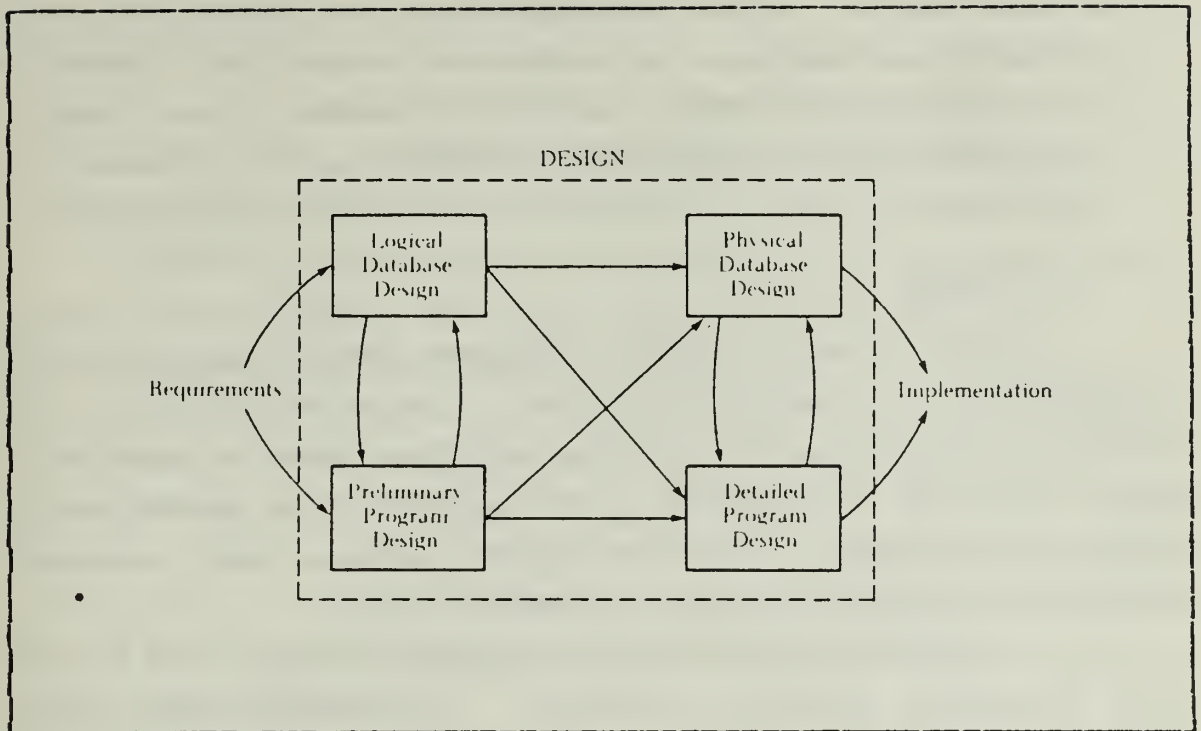 DESIGN
Logical
Database
Design
Physical
Database
Design
Requirements
Implementation
Preliminary
Program
Design
Detailed
Program
Design